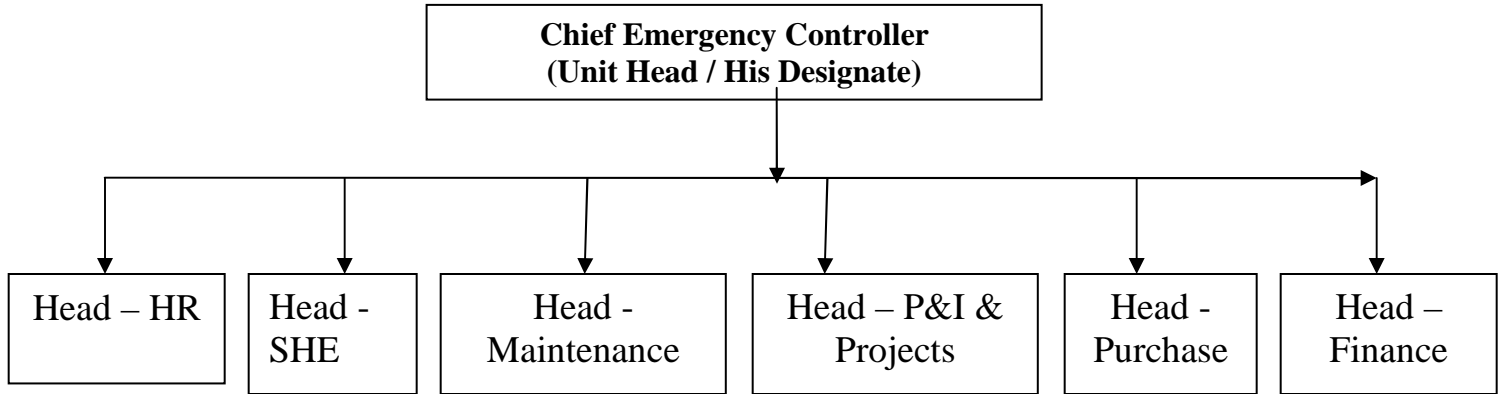 Chief Emergency Controller
(Unit Head / His Designate)
Head – HR
Head -
SHE
Head -
Maintenance
Head – P&I &
Projects
Head -
Purchase
Head –
Finance